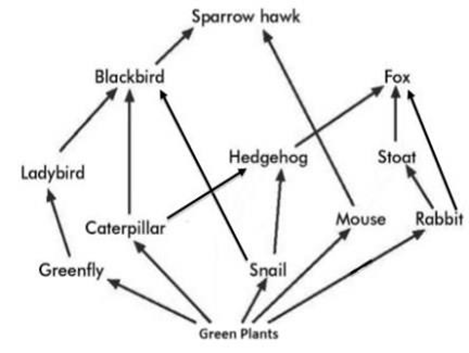 Sparrow hawk
Blackbird
Fox
Hedgehog
Stoat
Ladybird
Caterpillar
Mouse
Rabbit
Greenfly
Snail
Green Plants